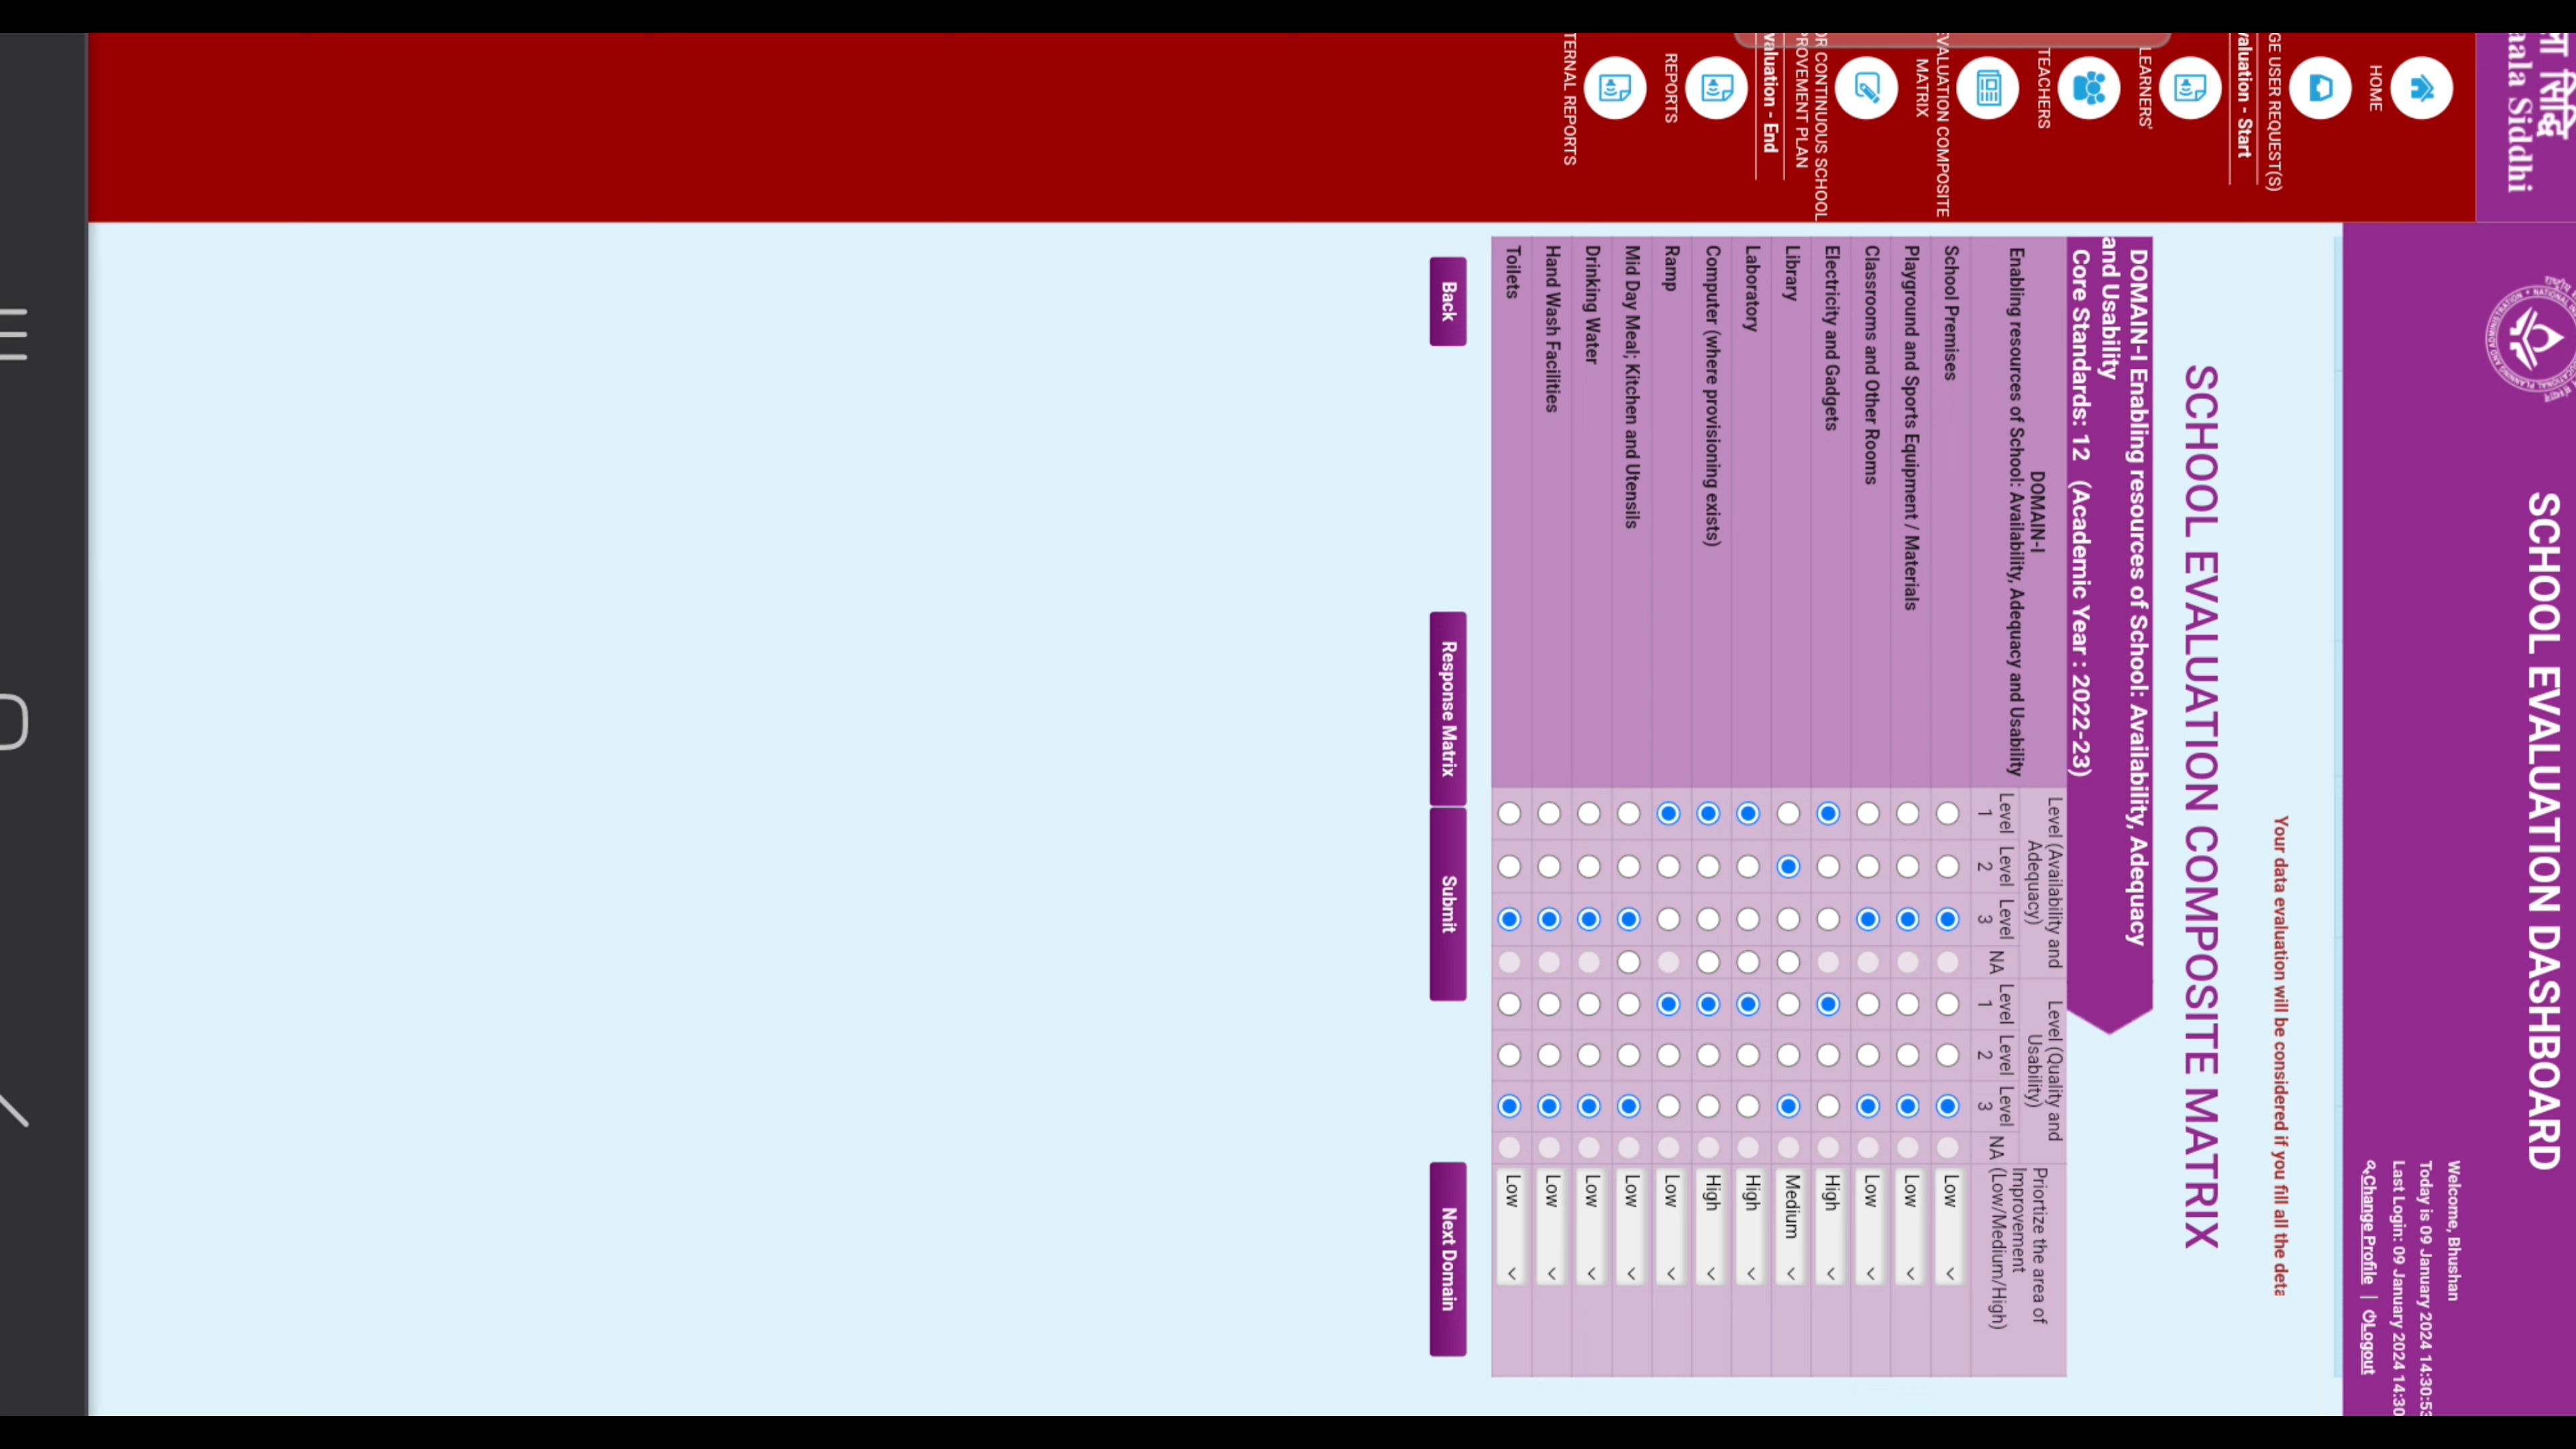 aala Siddhi
SCHOOL EVALUATION DASHBOARD
Welcome, Bhushan
Today is 09 January 2024 14:30:53
Last Login: 09 January 2024 14:30
Change Profile | Logout
HOME
GE USER REQUEST(S)
valuation - Start
LEARNERS'
TEACHERS
EVALUATION COMPOSITE
MATRIX
OR CONTINUOUS SCHOOL
PROVEMENT PLAN
valuation - End
REPORTS
TERNAL REPORTS
Your data evaluation will be considered if you fill all the deta
SCHOOL EVALUATION COMPOSITE MATRIX
DOMAIN-I Enabling resources of School: Availability, Adequacy
and Usability
Core Standards: 12 (Academic Year : 2022-23)
DOMAIN-I
Enabling resources of School: Availability, Adequacy and Usability
Level (Availability and
Adequacy)
Level (Quality and
Usability)
Priortize the area of
Improvement
(Low/Medium/High)
Level 1 Level 2 Level 3 NA Level 1 Level 2 Level 3 NA
School Premises Low
Playground and Sports Equipment / Materials Low
Classrooms and Other Rooms Low
Electricity and Gadgets High
Library Medium
Laboratory High
Computer (where provisioning exists) High
Ramp Low
Mid Day Meal; Kitchen and Utensils Low
Drinking Water Low
Hand Wash Facilities Low
Toilets Low
Back Response Matrix Submit Next Domain